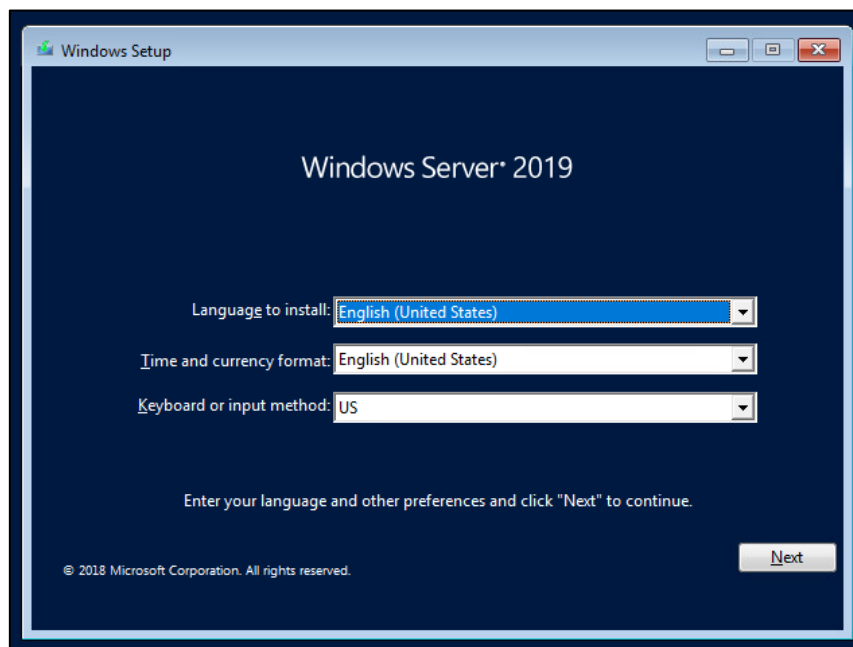 Windows Setup
Windows Server 2019
Language to install: English (United States)
Time and currency format: English (United States)
Keyboard or input method: US
Enter your language and other preferences and click "Next" to continue.
Next
© 2018 Microsoft Corporation. All rights reserved.